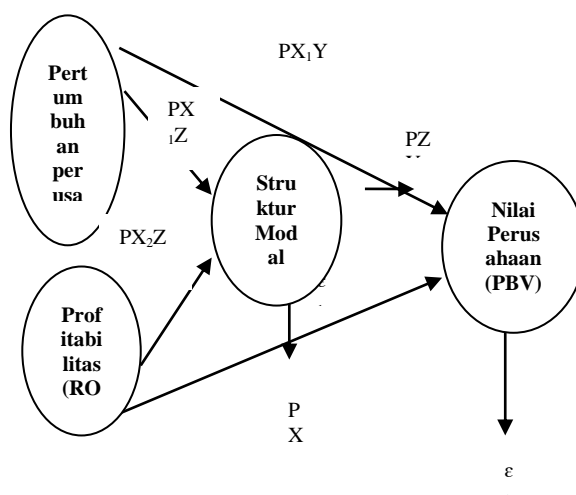 PX₁Y
Pert
um
buh
an
per
usa
PX
₁Z
PZ
Stru
ktur
Mod
al
Nilai
Perus
ahaan
(PBV)
PX₂Z
Prof
itabi
litas
(RO
P
X
ε